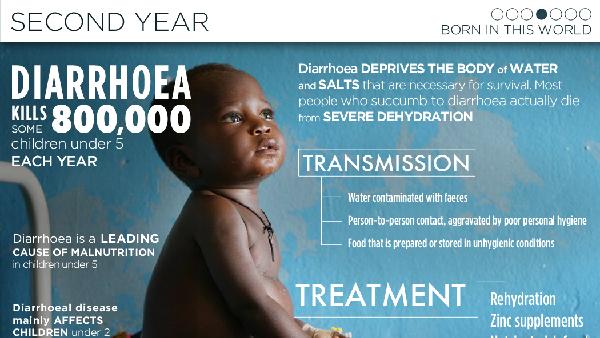 SECOND YEAR
BORN IN THIS WORLD
DIARRHOEA
KILLS
SOME 800,000
children under 5
EACH YEAR
Diarrhoea is a LEADING
CAUSE OF MALNUTRITION
in children under 5
Diarrhoeal disease
mainly AFFECTS
CHILDREN under 2
Diarrhoea DEPRIVES THE BODY of WATER
and SALTS that are necessary for survival. Most
people who succumb to diarrhoea actually die
from SEVERE DEHYDRATION
TRANSMISSION
Water contaminated with faeces
Person-to-person contact, aggravated by poor personal hygiene
Food that is prepared or stored in unhygienic conditions
TREATMENT
Rehydration
Zinc supplements